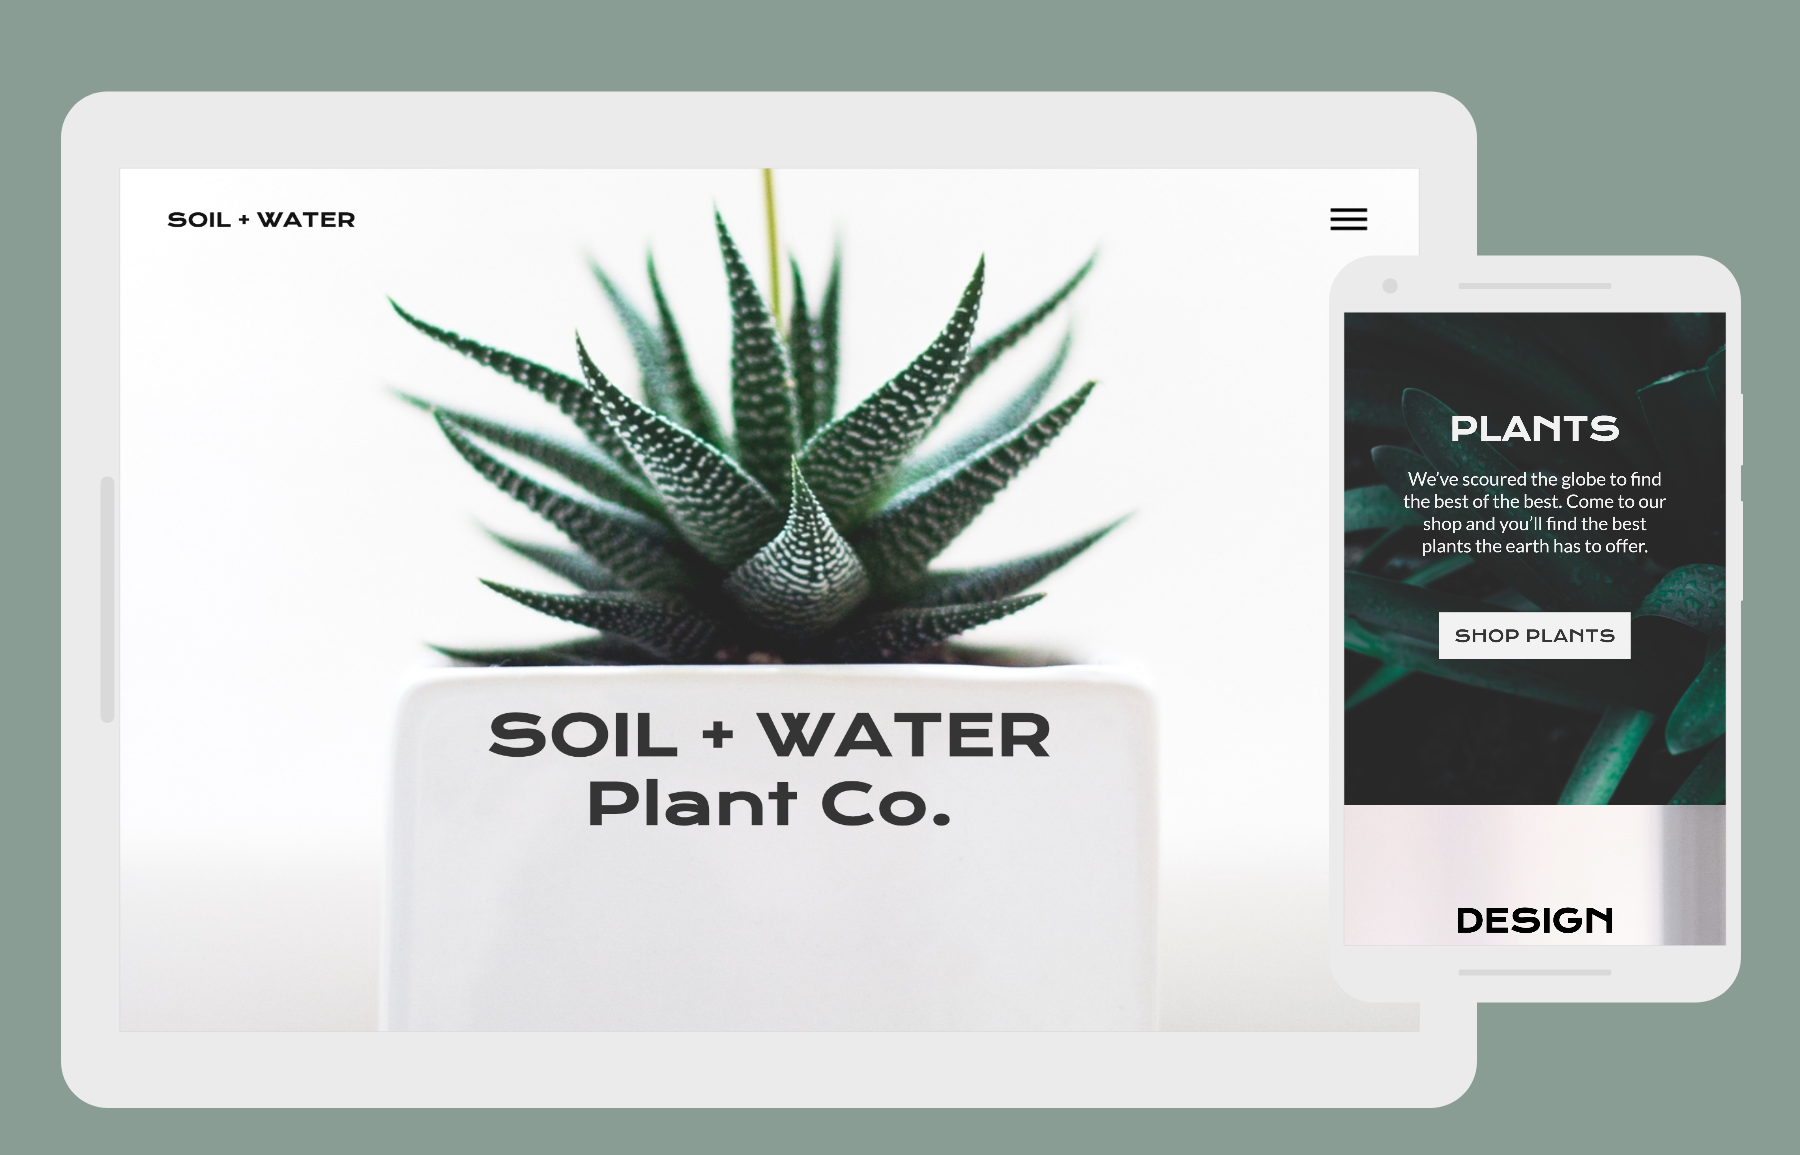 SOIL + WATER
SOIL + WATER
Plant Co.
PLANTS
We've scoured the globe to find
the best of the best. Come to our
shop and you'll find the best
plants the earth has to offer.
SHOP PLANTS
DESIGN